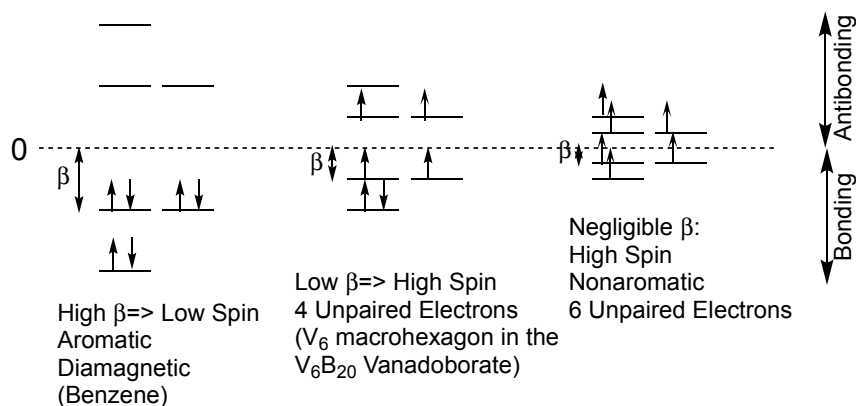 0
β
High β=> Low Spin
Aromatic
Diamagnetic
(Benzene)
β
Low β=> High Spin
4 Unpaired Electrons
(V₆ macrohexagon in the
V₆B₂₀ Vanadoborate)
β
Negligible β:
High Spin
Nonaromatic
6 Unpaired Electrons
Antibonding
Bonding